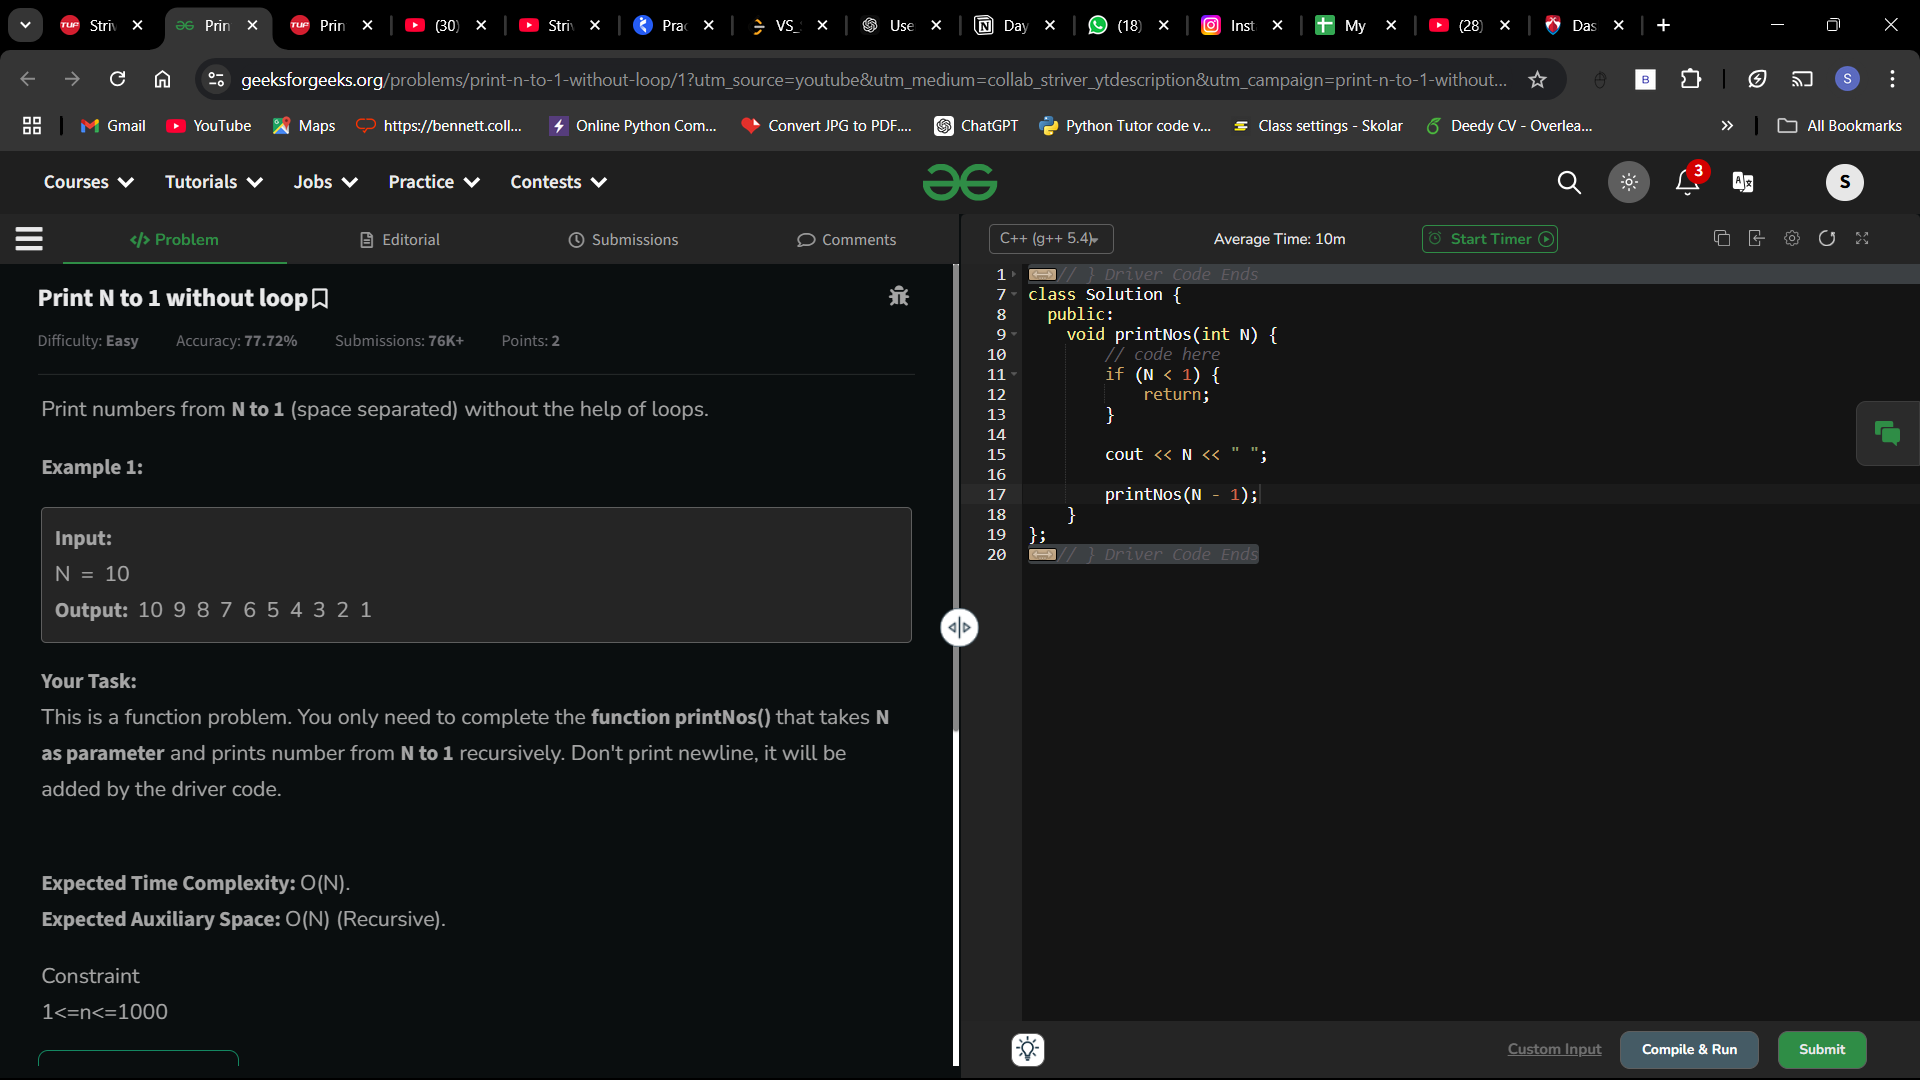 Striv
Prin
Prin
(30)
Striv
Prac
VS_
Use
Day
(18)
Inst
My
(28)
Das
geeksforgeeks.org/problems/print-n-to-1-without-loop/1?utm_source=youtube&utm_medium=collab_striver_ytdescription&utm_campaign=print-n-to-1-without...
B
S
Gmail
YouTube
Maps
https://bennett.coll...
Online Python Com...
Convert JPG to PDF....
ChatGPT
Python Tutor code v...
Class settings - Skolar
Deedy CV - Overlea...
All Bookmarks
Courses
Tutorials
Jobs
Practice
Contests
3
S
</> Problem
Editorial
Submissions
Comments
C++ (g++ 5.4)
Average Time: 10m
Start Timer
Print N to 1 without loop
Difficulty: Easy
Accuracy: 77.72%
Submissions: 76K+
Points: 2
Print numbers from N to 1 (space separated) without the help of loops.
Example 1:
Input:
N = 10
Output: 10 9 8 7 6 5 4 3 2 1
Your Task:
This is a function problem. You only need to complete the function printNos() that takes N
as parameter and prints number from N to 1 recursively. Don't print newline, it will be
added by the driver code.
Expected Time Complexity: O(N).
Expected Auxiliary Space: O(N) (Recursive).
Constraint
1<=n<=1000
1 // } Driver Code Ends
7 class Solution {
8 public:
9 void printNos(int N) {
10 // code here
11 if (N < 1) {
12 return;
13 }
14
15 cout << N << " ";
16
17 printNos(N - 1);
18 }
19 };
20 // } Driver Code Ends
Custom Input
Compile & Run
Submit